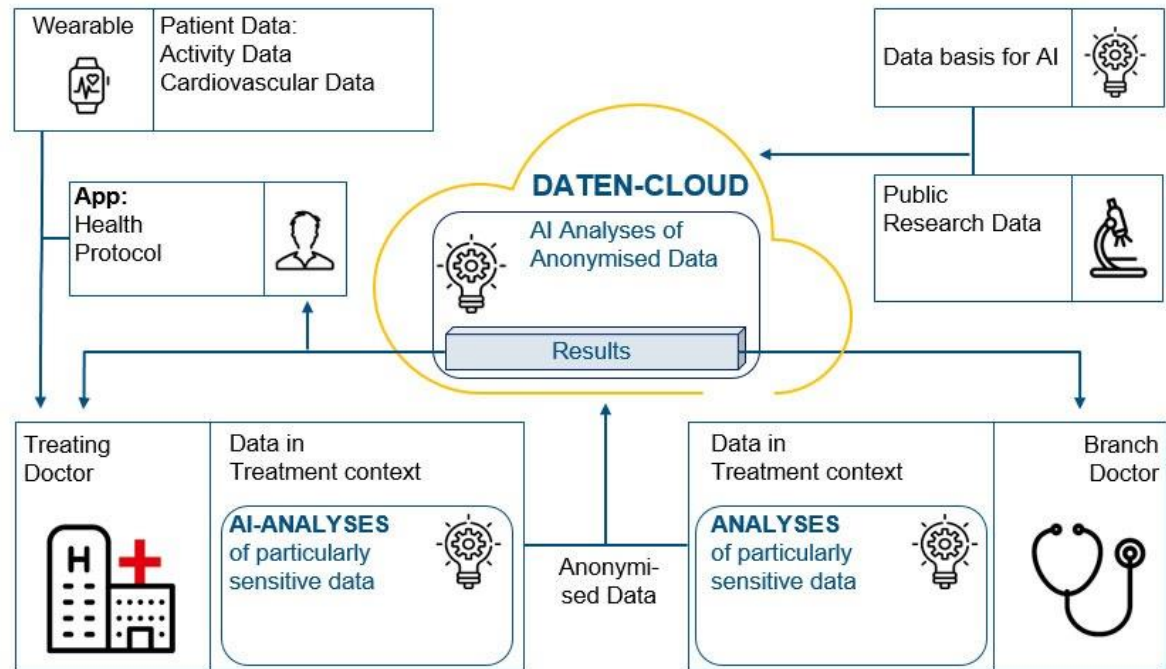 Wearable
Patient Data:
Activity Data
Cardiovascular Data
Data basis for AI
App:
Health
Protocol
DATEN-CLOUD
AI Analyses of
Anonymised Data
Results
Public
Research Data
Treating
Doctor
H
Data in
Treatment context
AI-ANALYSES
of particularly
sensitive data
Anonymi-
sed Data
Data in
Treatment context
ANALYSES
of particularly
sensitive data
Branch
Doctor